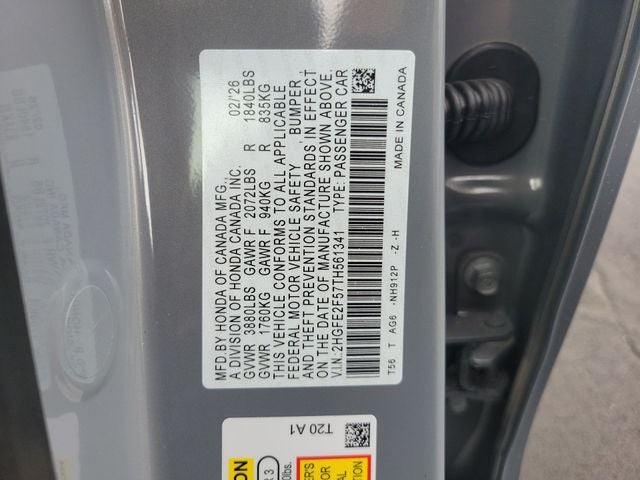 MFD. BY HONDA OF CANADA MFG. 02/'26
A DIVISION OF HONDA CANADA INC.
GVWR 3880LBS GAWR F 2072LBS R 1840LBS
GVWR 1760KG GAWR F 940KG R 835KG
THIS VEHICLE CONFORMS TO ALL APPLICABLE
FEDERAL MOTOR VEHICLE SAFETY , BUMPER ,
AND THEFT PREVENTION STANDARDS IN EFFECT
ON THE DATE OF MANUFACTURE SHOWN ABOVE.
V.I.N. 2HGFE2F57TH561341 TYPE: PASSENGER CAR
T56 T AG6 -NH912P -Z -H
MADE IN CANADA
T20 A1